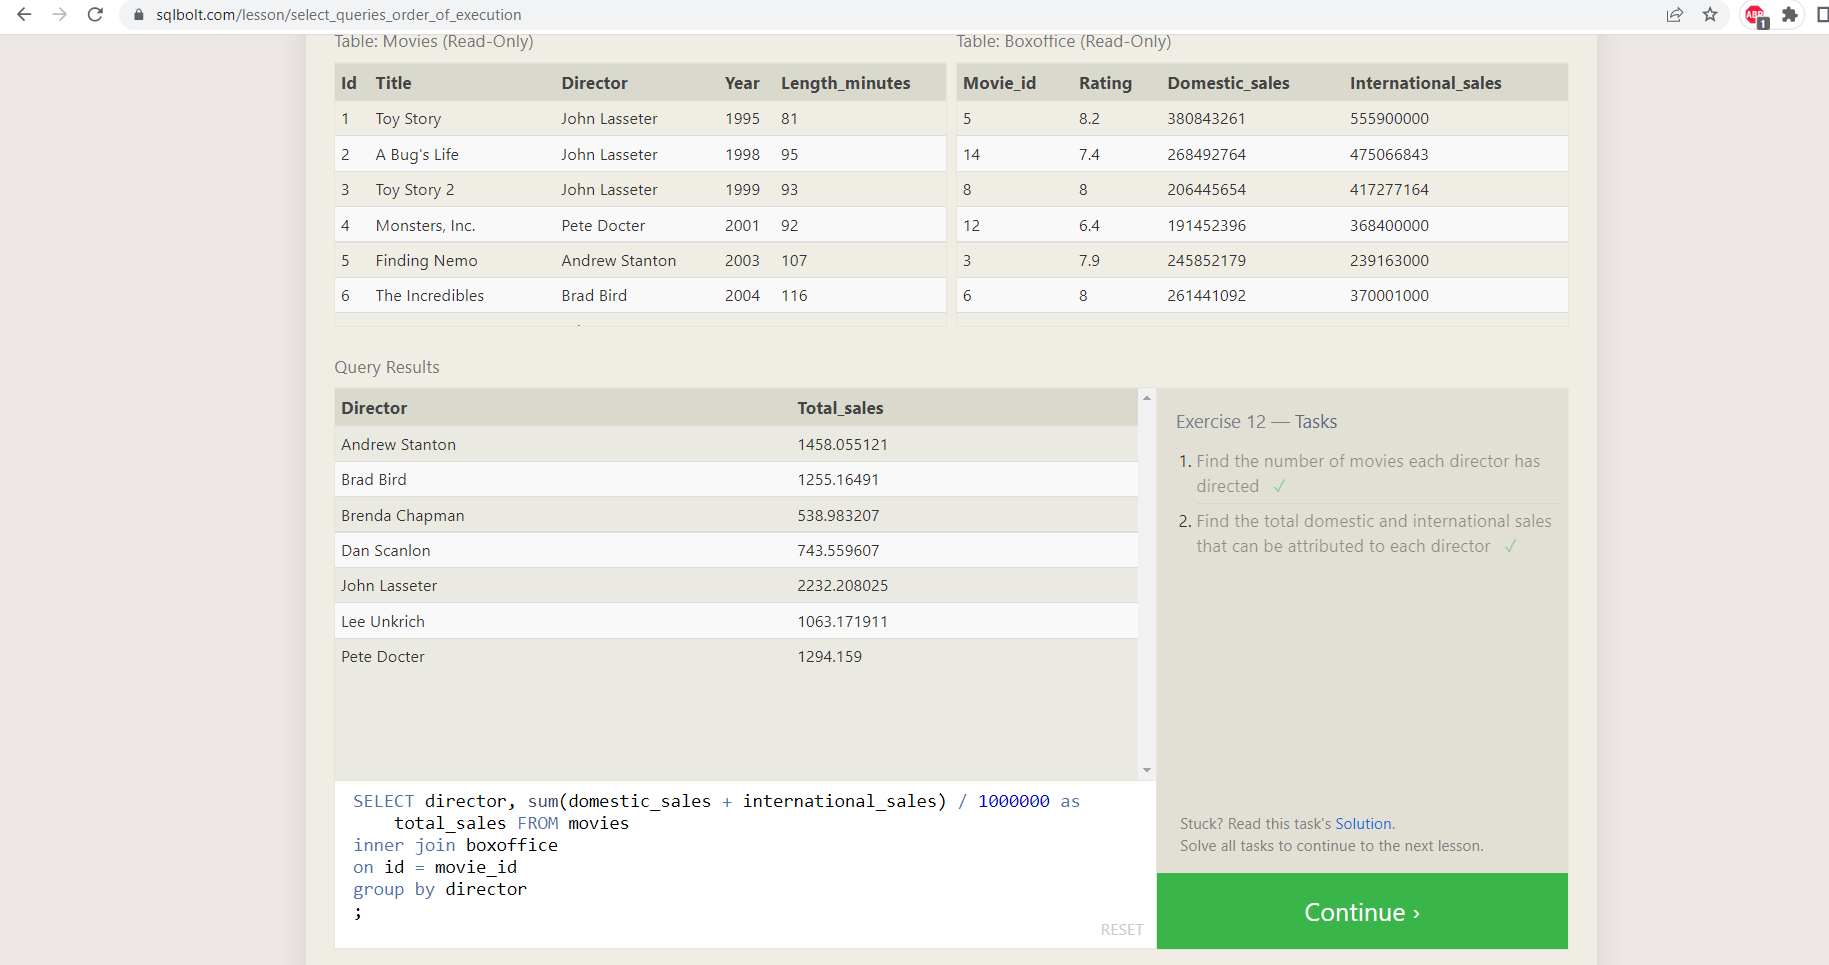 sqlbolt.com/lesson/select_queries_order_of_execution
ABP
1
Table: Movies (Read-Only)
Table: Boxoffice (Read-Only)
Id Title Director Year Length_minutes
1 Toy Story John Lasseter 1995 81
2 A Bug's Life John Lasseter 1998 95
3 Toy Story 2 John Lasseter 1999 93
4 Monsters, Inc. Pete Docter 2001 92
5 Finding Nemo Andrew Stanton 2003 107
6 The Incredibles Brad Bird 2004 116
Movie_id Rating Domestic_sales International_sales
5 8.2 380843261 555900000
14 7.4 268492764 475066843
8 8 206445654 417277164
12 6.4 191452396 368400000
3 7.9 245852179 239163000
6 8 261441092 370001000
Query Results
Director Total_sales
Andrew Stanton 1458.055121
Brad Bird 1255.16491
Brenda Chapman 538.983207
Dan Scanlon 743.559607
John Lasseter 2232.208025
Lee Unkrich 1063.171911
Pete Docter 1294.159
Exercise 12 — Tasks
1. Find the number of movies each director has
directed ✓
2. Find the total domestic and international sales
that can be attributed to each director ✓
SELECT director, sum(domestic_sales + international_sales) / 1000000 as
total_sales FROM movies
inner join boxoffice
on id = movie_id
group by director
;
RESET
Stuck? Read this task's Solution.
Solve all tasks to continue to the next lesson.
Continue ›